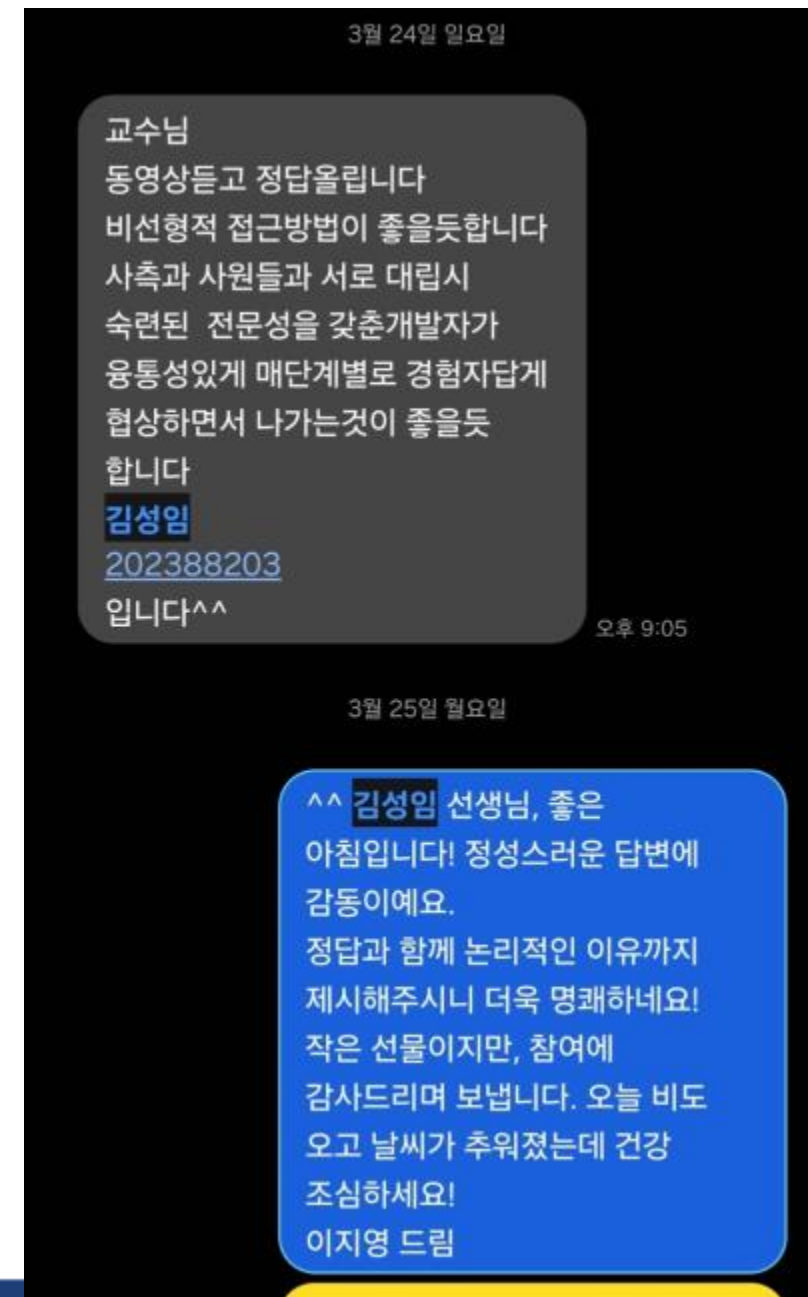 3월 24일 일요일
교수님
동영상듣고 정답올립니다
비선형적 접근방법이 좋을듯합니다
사측과 사원들과 서로 대립시
숙련된  전문성을 갖춘개발자가
융통성있게 매단계별로 경험자답게
협상하면서 나가는것이 좋을듯
합니다
김성임
202388203
입니다^^
오후 9:05
3월 25일 월요일
^^ 김성임 선생님, 좋은
아침입니다! 정성스러운 답변에
감동이예요.
정답과 함께 논리적인 이유까지
제시해주시니 더욱 명쾌하네요!
작은 선물이지만, 참여에
감사드리며 보냅니다. 오늘 비도
오고 날씨가 추워졌는데 건강
조심하세요!
이지영 드림